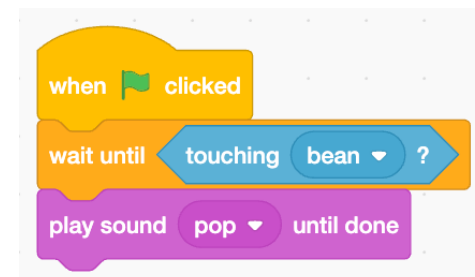 when clicked
wait until touching bean ?
play sound pop until done